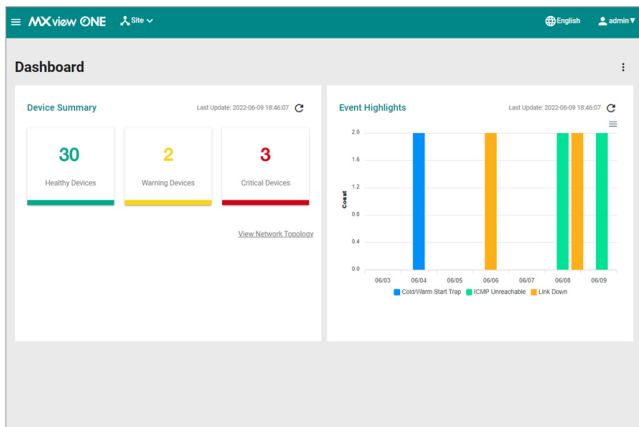 MXview ONE Site English admin
Dashboard
Device Summary Last Update: 2022-06-09 18:46:07
30 2 3
Healthy Devices Warning Devices Critical Devices
View Network Topology
Event Highlights Last Update: 2022-06-09 18:46:07
2.0
1.6
1.2
0.8
0.4
0.0
Count
06/03 06/04 06/05 06/06 06/07 06/08 06/09
Cold/Warm Start Trap ICMP Unreachable Link Down